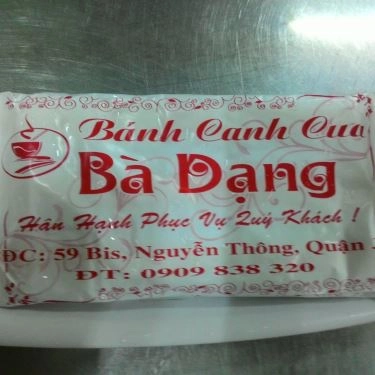 Bánh Canh Cua
Bà Dạng
Hân Hạnh Phục Vụ Quý Khách !
ĐC: 59 Bis, Nguyễn Thông, Quận
ĐT: 0909 838 320